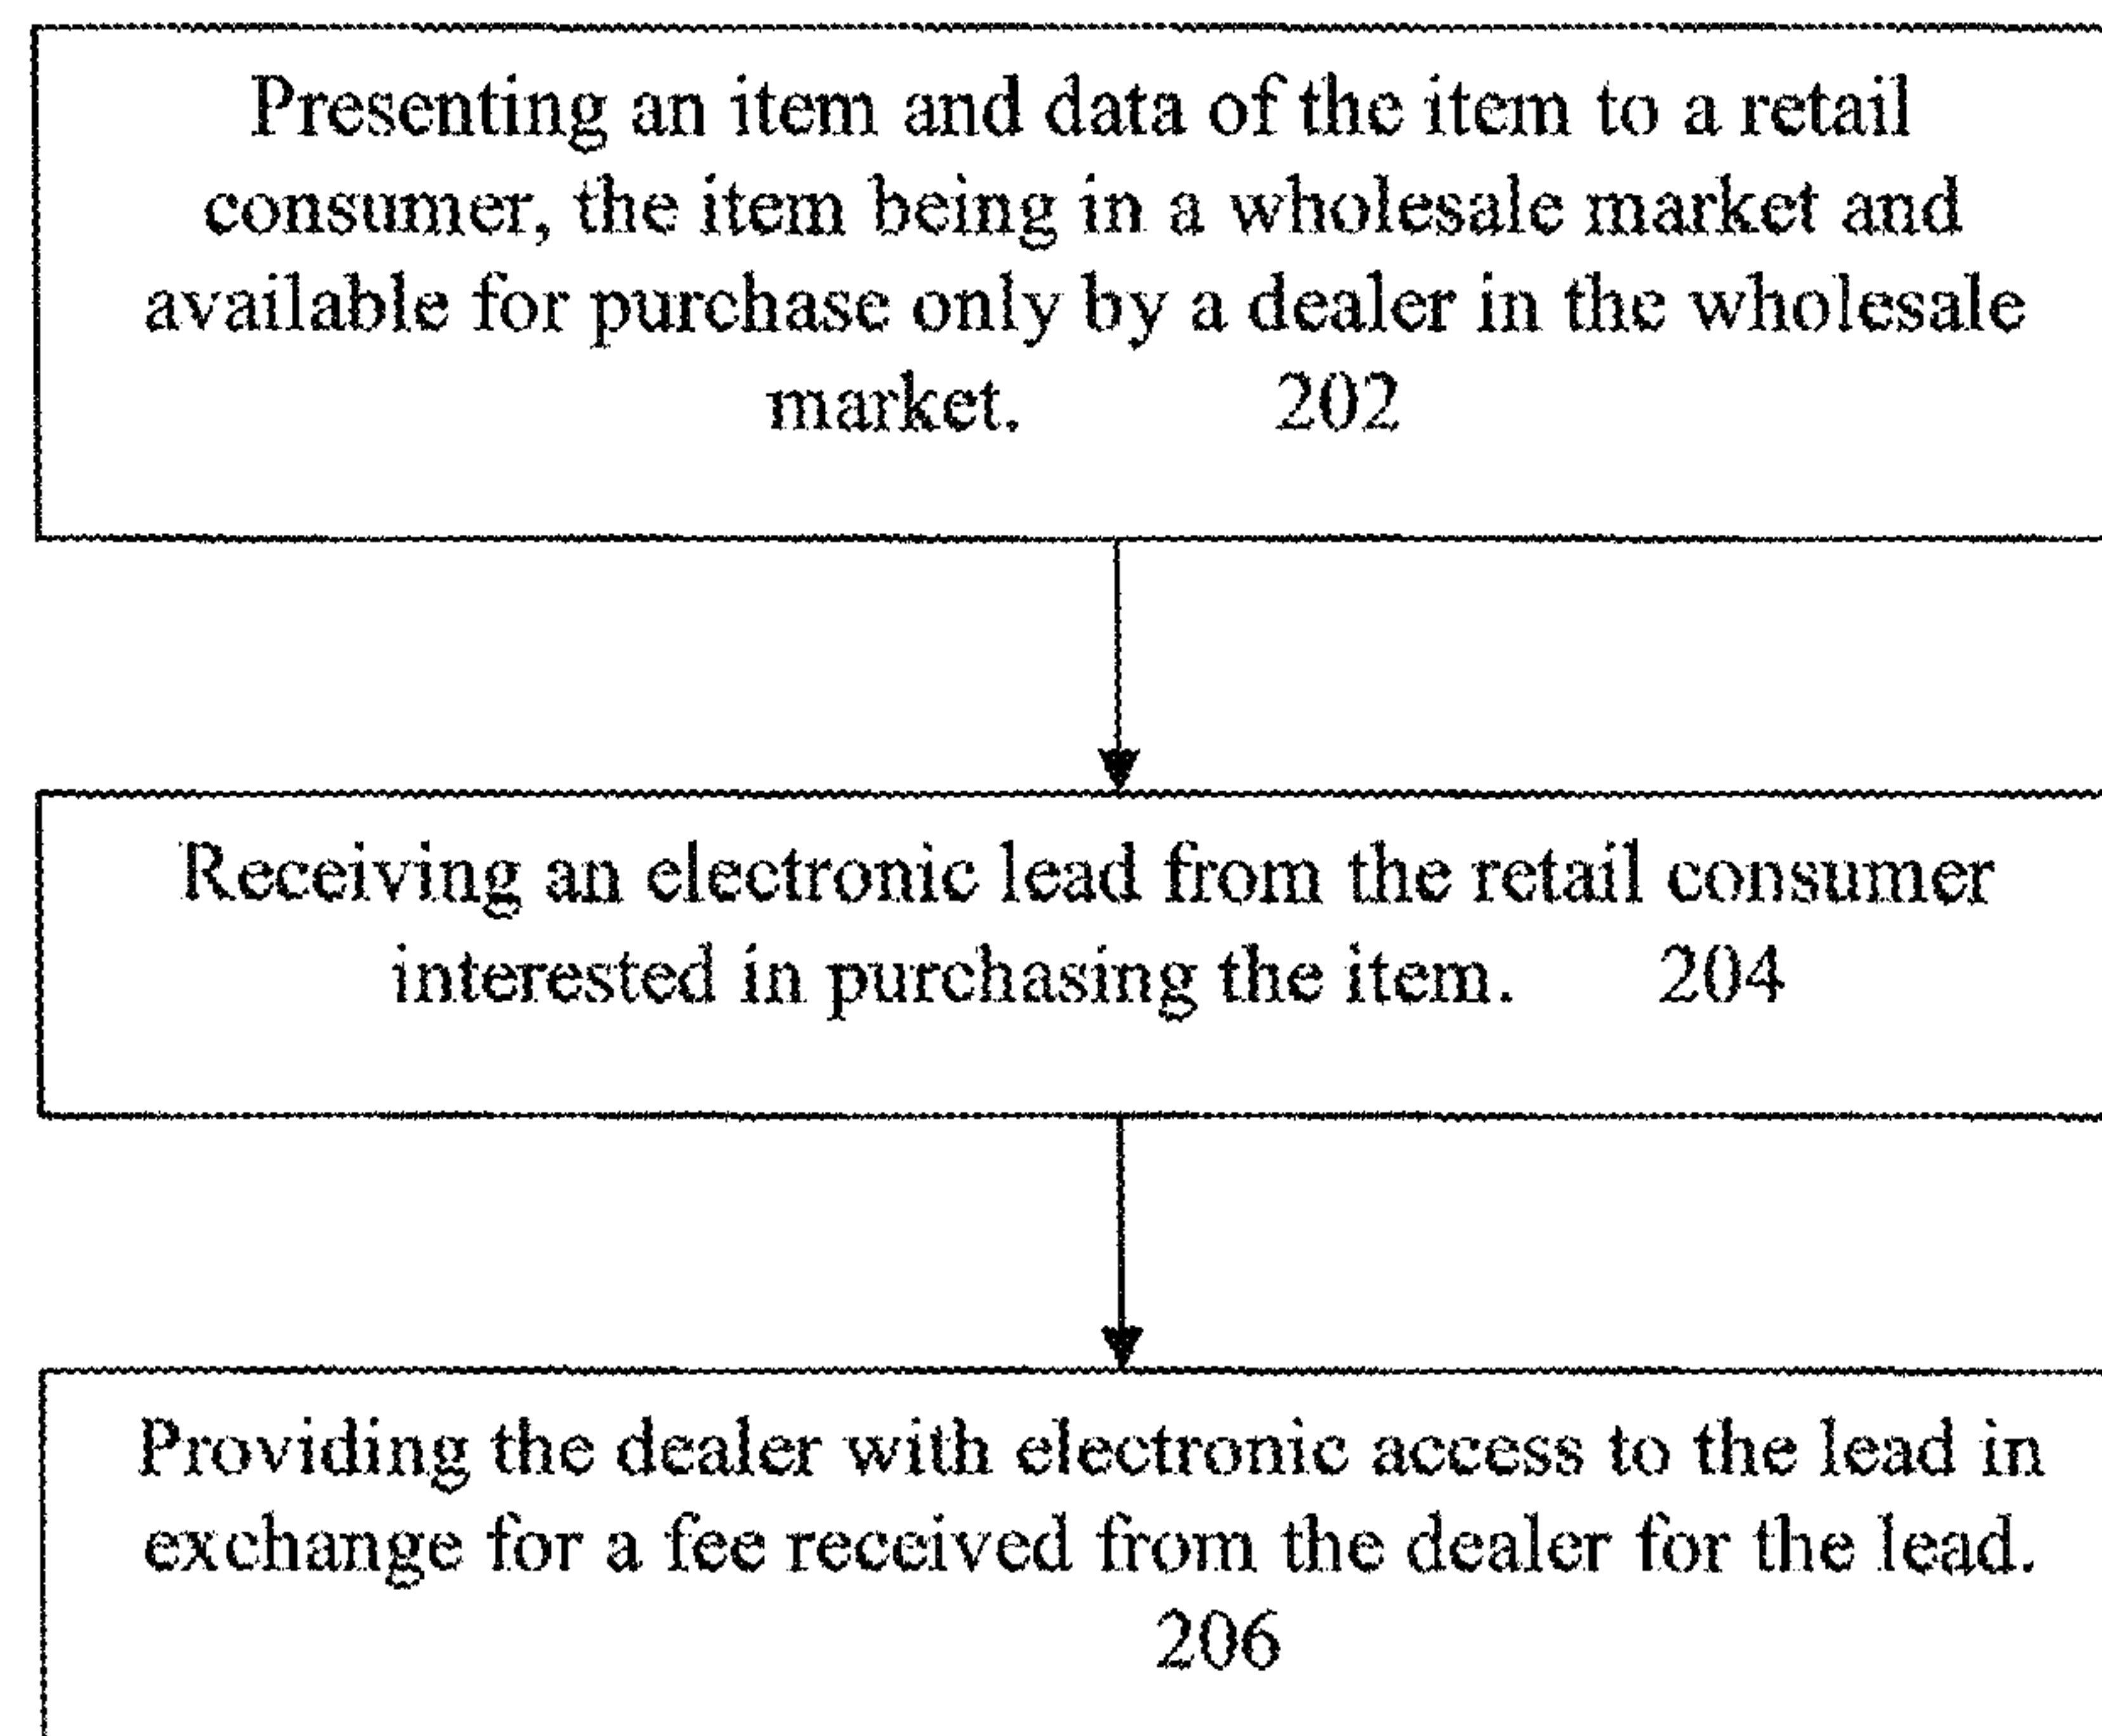 Presenting an item and data of the item to a retail
consumer, the item being in a wholesale market and
available for purchase only by a dealer in the wholesale
market. 202
Receiving an electronic lead from the retail consumer
interested in purchasing the item. 204
Providing the dealer with electronic access to the lead in
exchange for a fee received from the dealer for the lead.
206